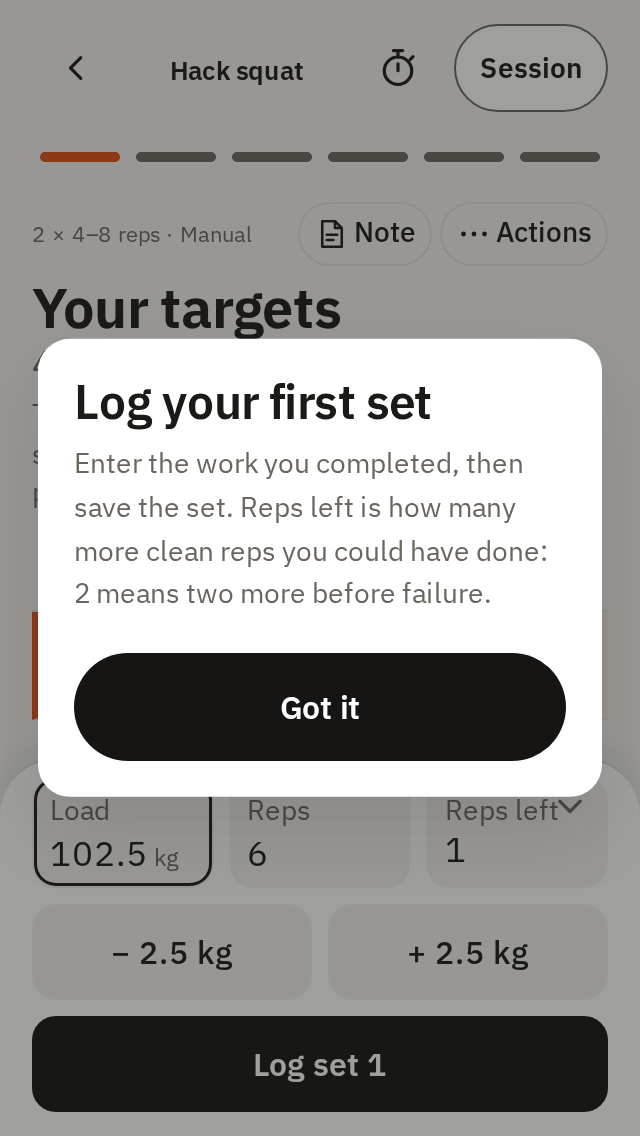 Hack squat
Session
2 × 4–8 reps · Manual
Note
Actions
Your targets
Log your first set
Enter the work you completed, then
save the set. Reps left is how many
more clean reps you could have done:
2 means two more before failure.
Got it
Load
Reps
Reps left
102.5 kg
6
1
− 2.5 kg
+ 2.5 kg
Log set 1